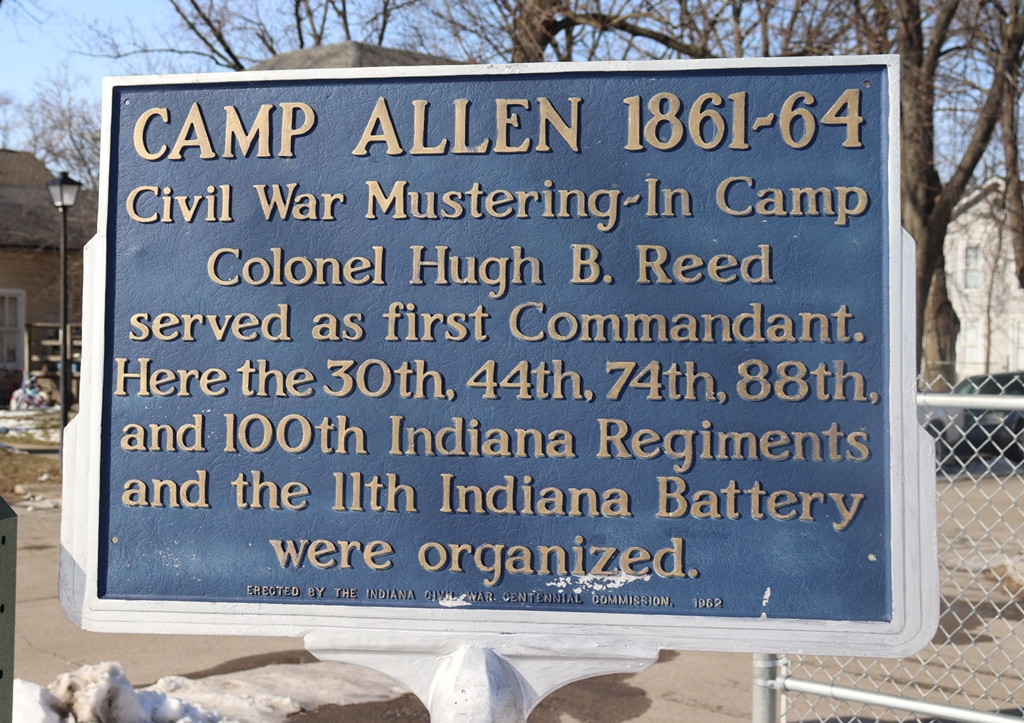 CAMP ALLEN 1861-64
Civil War Mustering-In Camp
Colonel Hugh B. Reed
served as first Commandant.
Here the 30th, 44th, 74th, 88th,
and 100th Indiana Regiments
and the 11th Indiana Battery
were organized.
ERECTED BY THE INDIANA CIVIL WAR CENTENNIAL COMMISSION, 1962